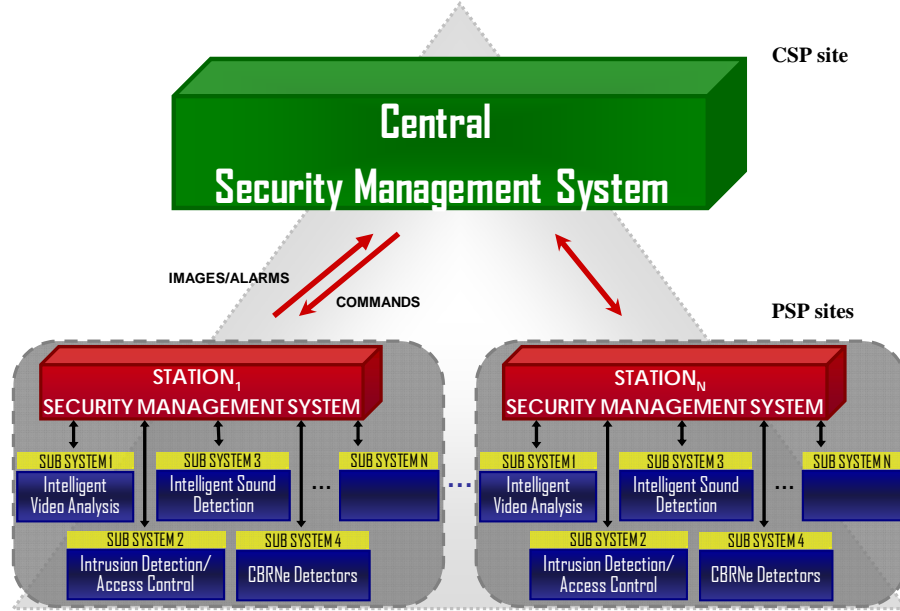 CSP site
Central
Security Management System
IMAGES/ALARMS
COMMANDS
PSP sites
STATION1
SECURITY MANAGEMENT SYSTEM
SUB SYSTEM 1
Intelligent
Video Analysis
SUB SYSTEM 3
Intelligent Sound
Detection
...
SUB SYSTEM N
SUB SYSTEM 2
Intrusion Detection/
Access Control
SUB SYSTEM 4
CBRNe Detectors
...
STATIONN
SECURITY MANAGEMENT SYSTEM
SUB SYSTEM1
Intelligent
Video Analysis
SUB SYSTEM 3
Intelligent Sound
Detection
...
SUB SYSTEM N
SUB SYSTEM 2
Intrusion Detection/
Access Control
SUB SYSTEM 4
CBRNe Detectors